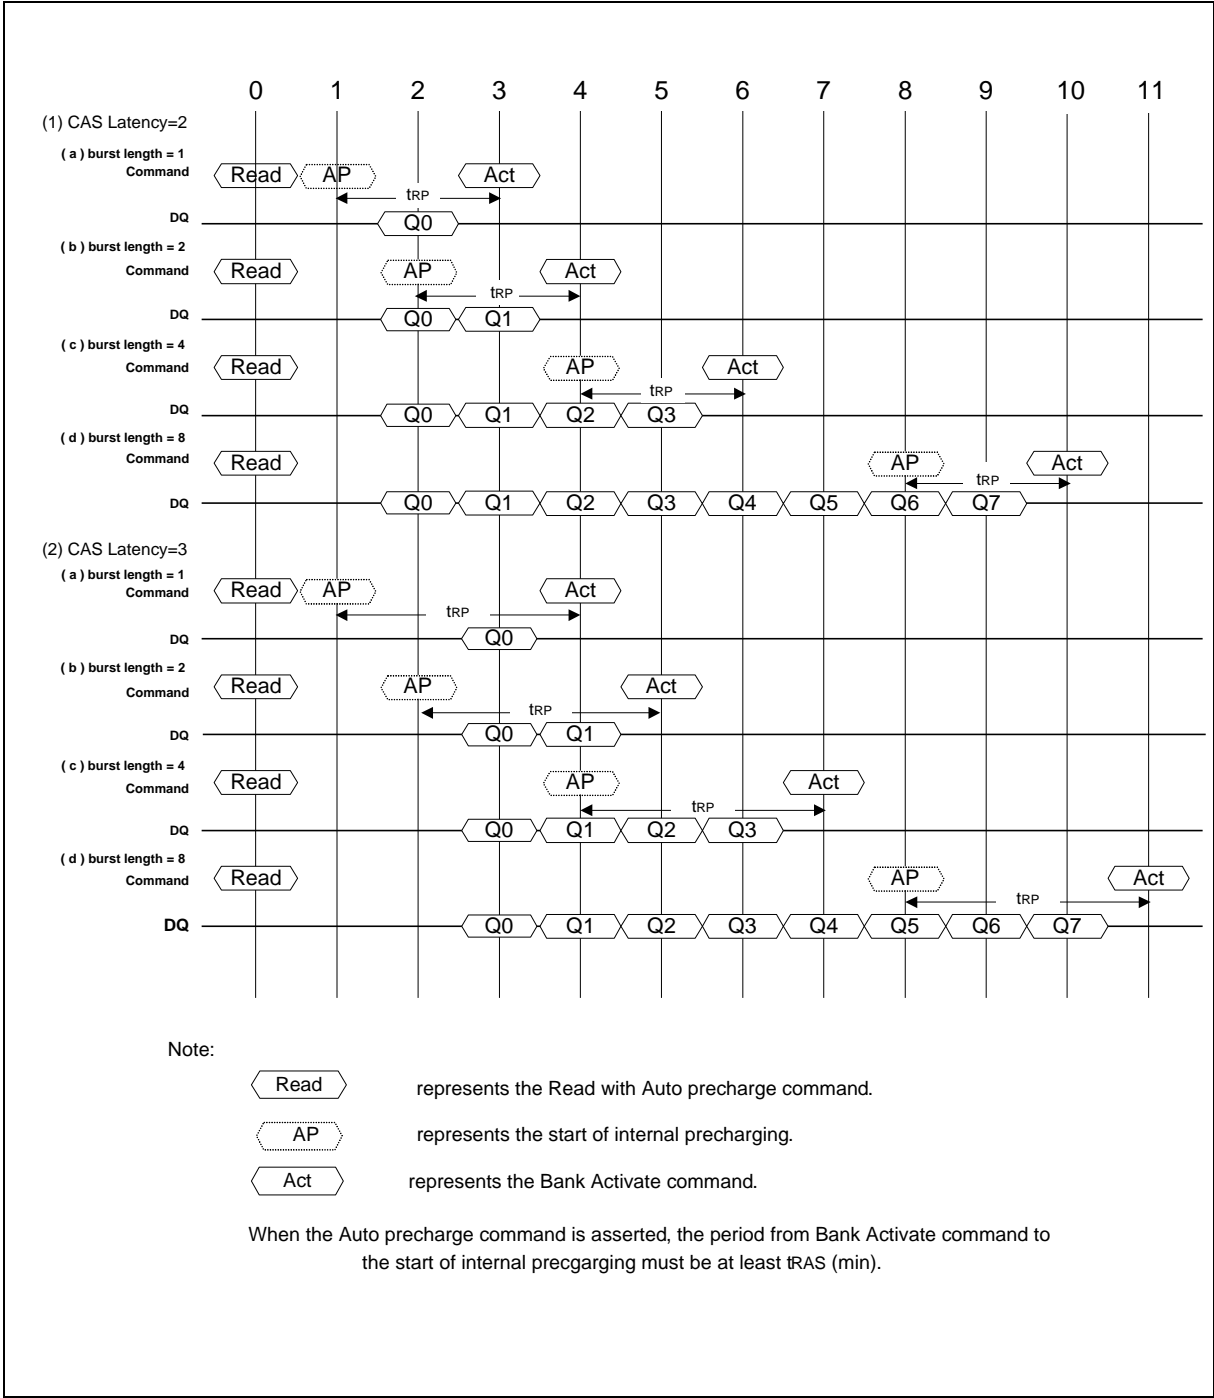 0 1 2 3 4 5 6 7 8 9 10 11
(1) CAS Latency=2
( a ) burst length = 1
Command Read AP Act
tRP
DQ Q0
( b ) burst length = 2
Command Read AP Act
tRP
DQ Q0 Q1
( c ) burst length = 4
Command Read AP Act
tRP
DQ Q0 Q1 Q2 Q3
( d ) burst length = 8
Command Read AP Act
tRP
DQ Q0 Q1 Q2 Q3 Q4 Q5 Q6 Q7
(2) CAS Latency=3
( a ) burst length = 1
Command Read AP Act
tRP
DQ Q0
( b ) burst length = 2
Command Read AP Act
tRP
DQ Q0 Q1
( c ) burst length = 4
Command Read AP Act
tRP
DQ Q0 Q1 Q2 Q3
( d ) burst length = 8
Command Read AP Act
tRP
DQ Q0 Q1 Q2 Q3 Q4 Q5 Q6 Q7
Note:
Read represents the Read with Auto precharge command.
AP represents the start of internal precharging.
Act represents the Bank Activate command.
When the Auto precharge command is asserted, the period from Bank Activate command to
the start of internal precgarging must be at least tRAS (min).